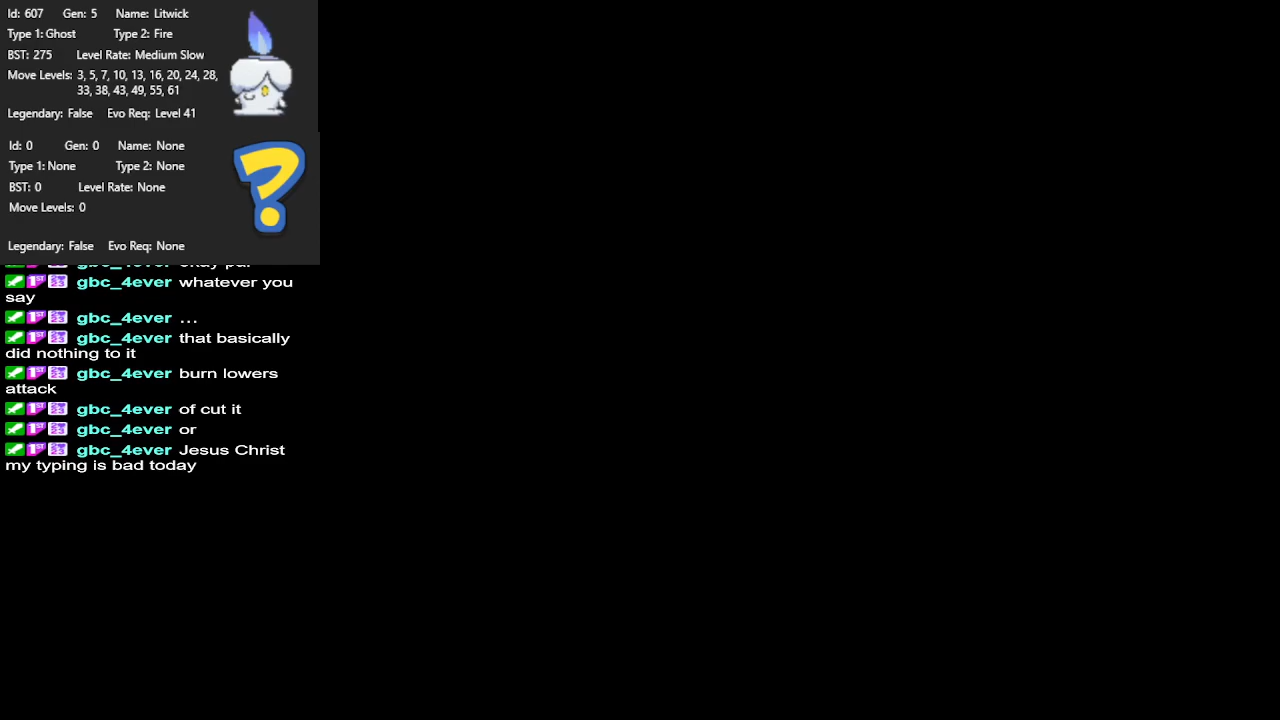 Id: 607 Gen: 5 Name: Litwick
Type 1: Ghost Type 2: Fire
BST: 275 Level Rate: Medium Slow
Move Levels: 3, 5, 7, 10, 13, 16, 20, 24, 28,
33, 38, 43, 49, 55, 61
Legendary: False Evo Req: Level 41
Id: 0 Gen: 0 Name: None
Type 1: None Type 2: None
BST: 0 Level Rate: None
Move Levels: 0
Legendary: False Evo Req: None
gbc_4ever okay pal
gbc_4ever whatever you
say
gbc_4ever ...
gbc_4ever that basically
did nothing to it
gbc_4ever burn lowers
attack
gbc_4ever of cut it
gbc_4ever or
gbc_4ever Jesus Christ
my typing is bad today